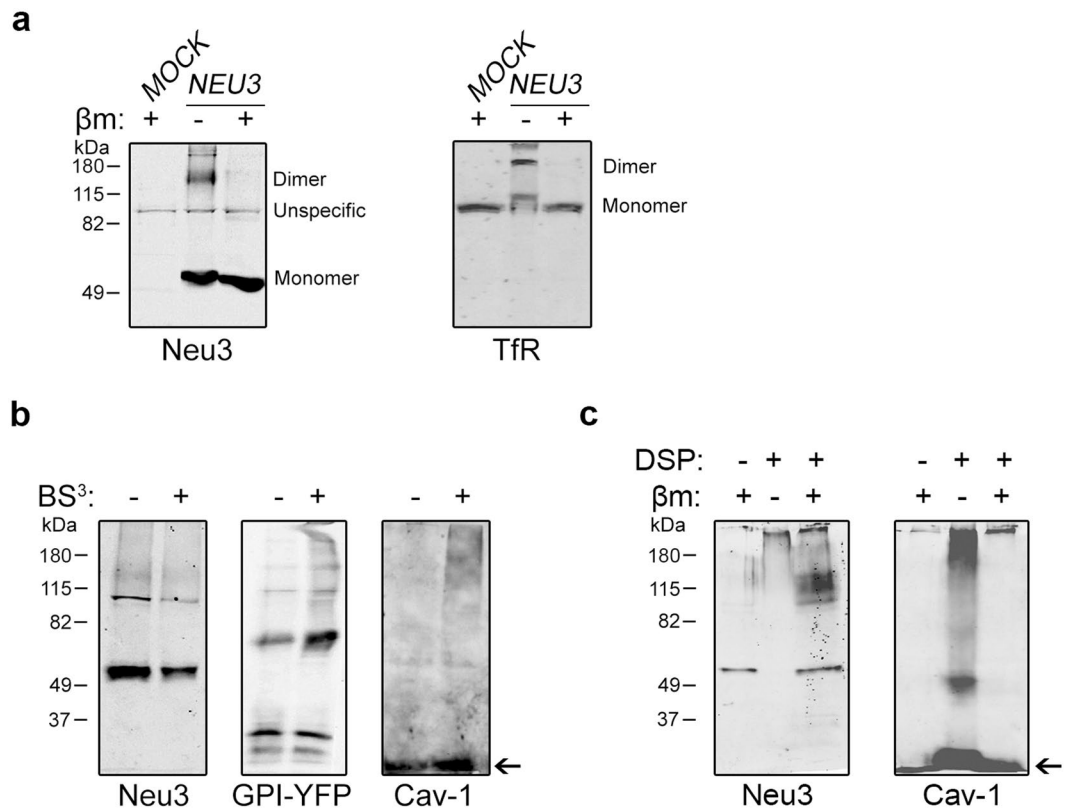 a
MOCK NEU3 MOCK NEU3
βm: + - + + - +
kDa
180 Dimer Dimer
115
Unspecific Monomer
82
Monomer
49
Neu3 TfR
b c
DSP: - + + - + +
BS³: - + - + - + βm: + - + + - +
kDa kDa
180 180
115 115
82 82
49 49
37 37
Neu3 GPI-YFP Cav-1 Neu3 Cav-1